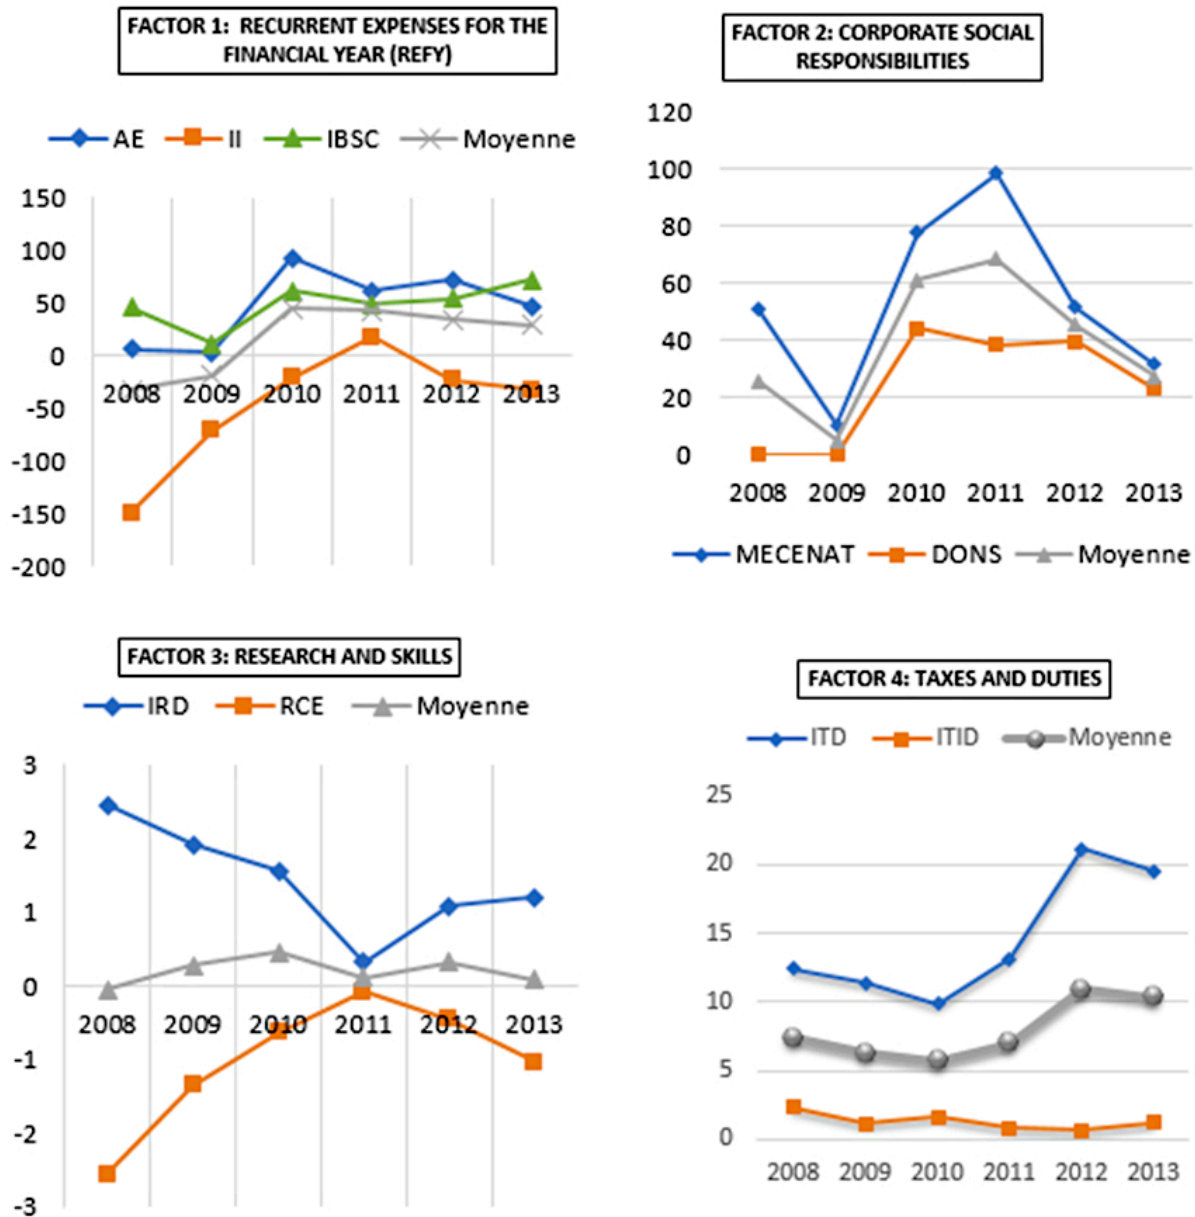 FACTOR 1: RECURRENT EXPENSES FOR THE
FINANCIAL YEAR (REFY)
AE II IBSC Moyenne
150
100
50
0
-50
-100
-150
-200
2008 2009 2010 2011 2012 2013
FACTOR 2: CORPORATE SOCIAL
RESPONSIBILITIES
120
100
80
60
40
20
0
2008 2009 2010 2011 2012 2013
MECENAT DONS Moyenne
FACTOR 3: RESEARCH AND SKILLS
IRD RCE Moyenne
3
2
1
0
-1
-2
-3
2008 2009 2010 2011 2012 2013
FACTOR 4: TAXES AND DUTIES
ITD ITID Moyenne
25
20
15
10
5
0
2008 2009 2010 2011 2012 2013